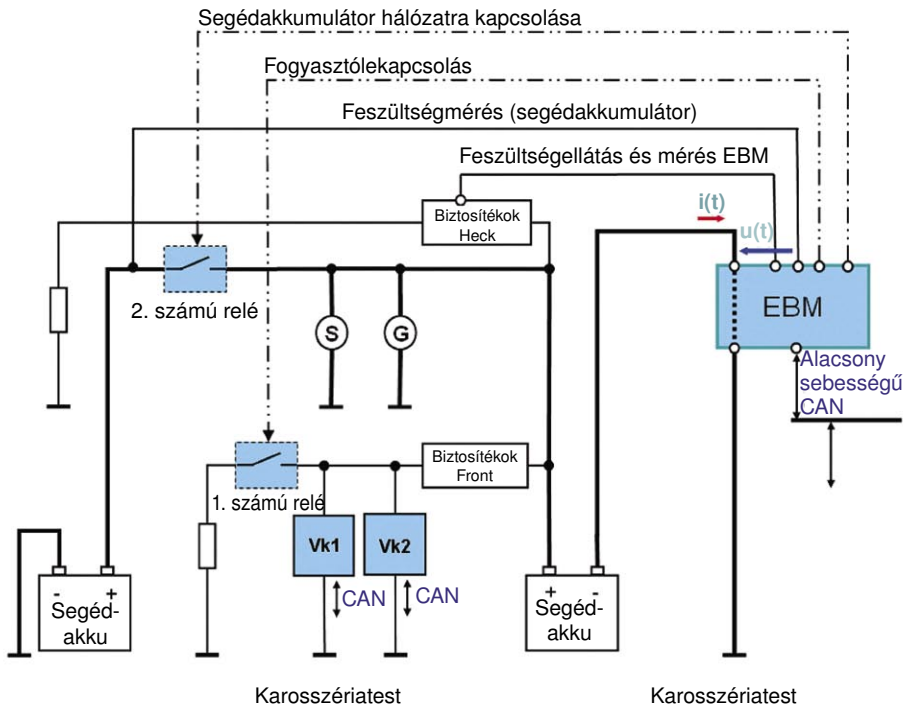 Segédakkumulátor hálózatra kapcsolása
Fogyasztólekapcsolás
Feszültségmérés (segédakkumulátor)
Feszültségellátás és mérés EBM
Biztosítékok
Heck
i(t)
u(t)
2. számú relé
S
G
EBM
Alacsony
sebességű
CAN
Biztosítékok
Front
1. számú relé
Vk1
Vk2
CAN
CAN
- +
Segéd-
akku
+ -
Segéd-
akku
Karosszériatest
Karosszériatest